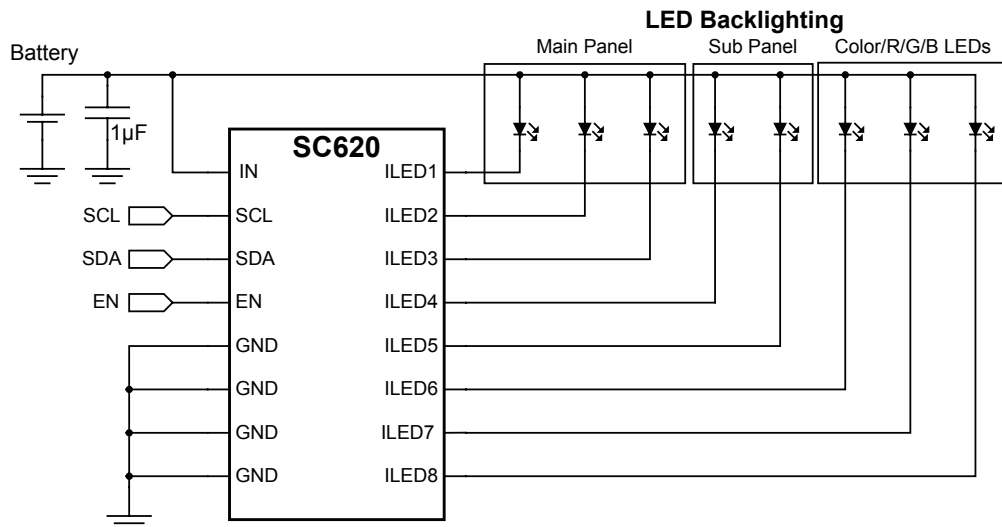 LED Backlighting
Battery
Main Panel
Sub Panel
Color/R/G/B LEDs
1µF
SC620
IN
ILED1
SCL
SCL
ILED2
SDA
SDA
ILED3
EN
EN
ILED4
GND
ILED5
GND
ILED6
GND
ILED7
GND
ILED8